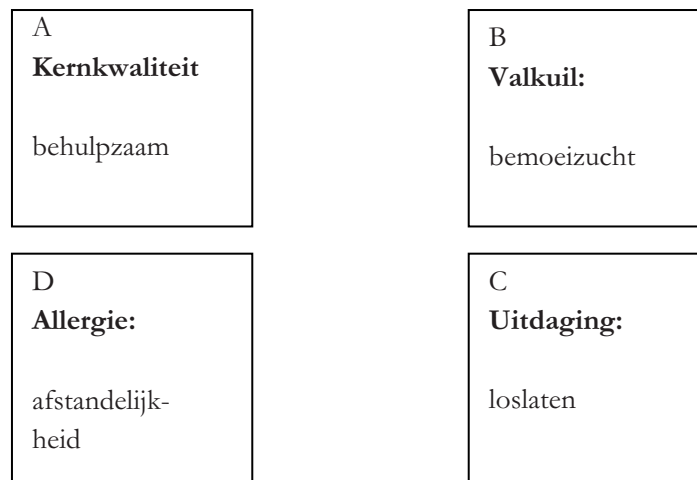 A
Kernkwaliteit
behulpzaam
B
Valkuil:
bemoeizucht
D
Allergie:
afstandelijk-
heid
C
Uitdaging:
loslaten